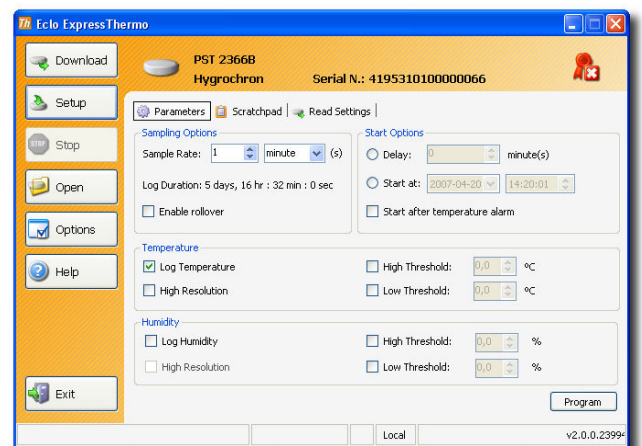 Eclo ExpressThermo
Download
Setup
STOP Stop
Open
Options
Help
Exit
PST 2366B
Hygrochron Serial N.: 4195310100000066
Parameters Scratchpad Read Settings
Sampling Options
Sample Rate: 1 minute (s)
Log Duration: 5 days, 16 hr : 32 min : 0 sec
Enable rollover
Start Options
Delay: 0 minute(s)
Start at: 2007-04-20 14:20:01
Start after temperature alarm
Temperature
Log Temperature High Threshold: 0,0 ºC
High Resolution Low Threshold: 0,0 ºC
Humidity
Log Humidity High Threshold: 0,0 %
High Resolution Low Threshold: 0,0 %
Program
Local v2.0.0.2399